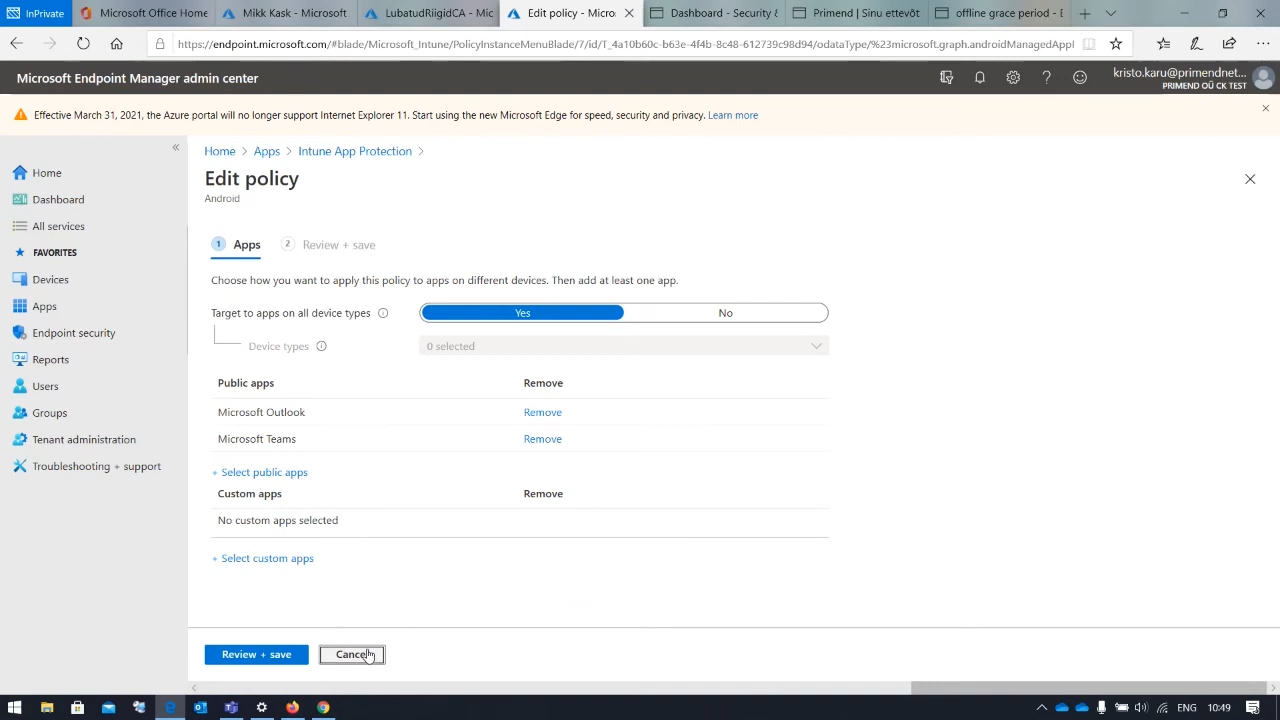 InPrivate
Microsoft Office Home
Mikk Kask - Microsoft
LubatudRiigidCA - Mic
Edit policy - Micros
Dashboard - Security &
Primend | Sinu ettevõt
offline grace period - D
https://endpoint.microsoft.com/#blade/Microsoft_Intune/PolicyInstanceMenuBlade/7/id/T_4a10b60c-b63e-4f4b-8c48-612739c98d94/odataType/%23microsoft.graph.androidManagedAppl
Microsoft Endpoint Manager admin center
kristo.karu@primendnet...
PRIMEND OÜ CK TEST
Effective March 31, 2021, the Azure portal will no longer support Internet Explorer 11. Start using the new Microsoft Edge for speed, security and privacy. Learn more
Home
Dashboard
All services
FAVORITES
Devices
Apps
Endpoint security
Reports
Users
Groups
Tenant administration
Troubleshooting + support
Home > Apps > Intune App Protection >
Edit policy
Android
1 Apps
2 Review + save
Choose how you want to apply this policy to apps on different devices. Then add at least one app.
Target to apps on all device types
Yes
No
Device types
0 selected
Public apps
Remove
Microsoft Outlook
Remove
Microsoft Teams
Remove
+ Select public apps
Custom apps
Remove
No custom apps selected
+ Select custom apps
Review + save
Cancel
ENG
10:49